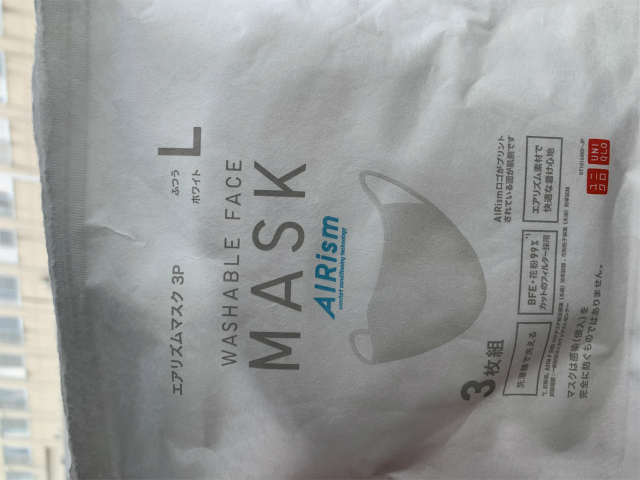 エアリズムマスク 3P
ふつう
ホワイト
L
WASHABLE FACE
MASK
AIRism
comfort conditioning technology
3枚組
AIRismロゴがプリント
されている面が肌側です
洗濯機で洗える
BFE・花粉99%*1
カットのフィルター採用
エアリズム素材で
快適な着け心地
マスクは感染(侵入)を
完全に防ぐものではありません。
ユニ
クロ
UNI
QLO